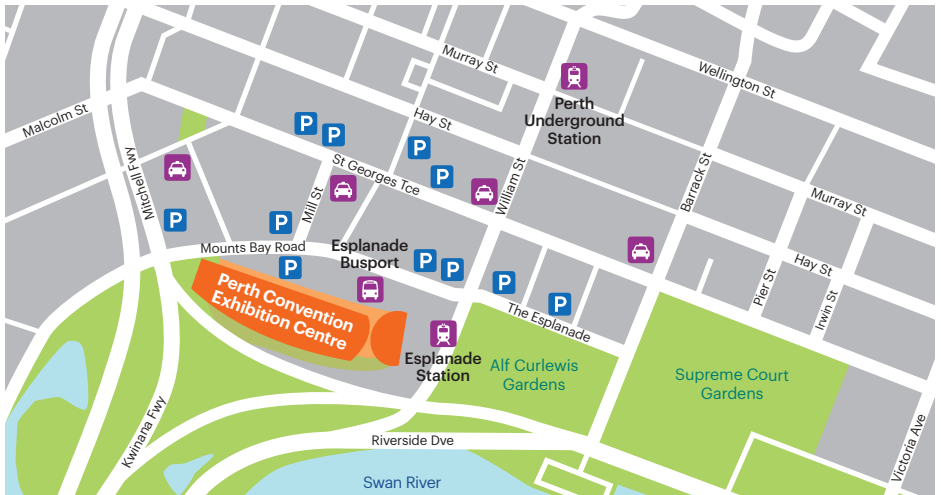 Murray St
Wellington St
Perth
Underground
Station
Malcolm St
Hay St
P
P
P
St Georges Tce
P
Mitchell Fwy
Mill St
William St
Barrack St
Murray St
P
P
Mounts Bay Road
Esplanade
Busport
P
P
P
P
P
Hay St
Pier St
Irwin St
Perth Convention
Exhibition Centre
The Esplanade
Esplanade
Station
Alf Curlewis
Gardens
Supreme Court
Gardens
Kwinana Fwy
Riverside Dve
Victoria Ave
Swan River